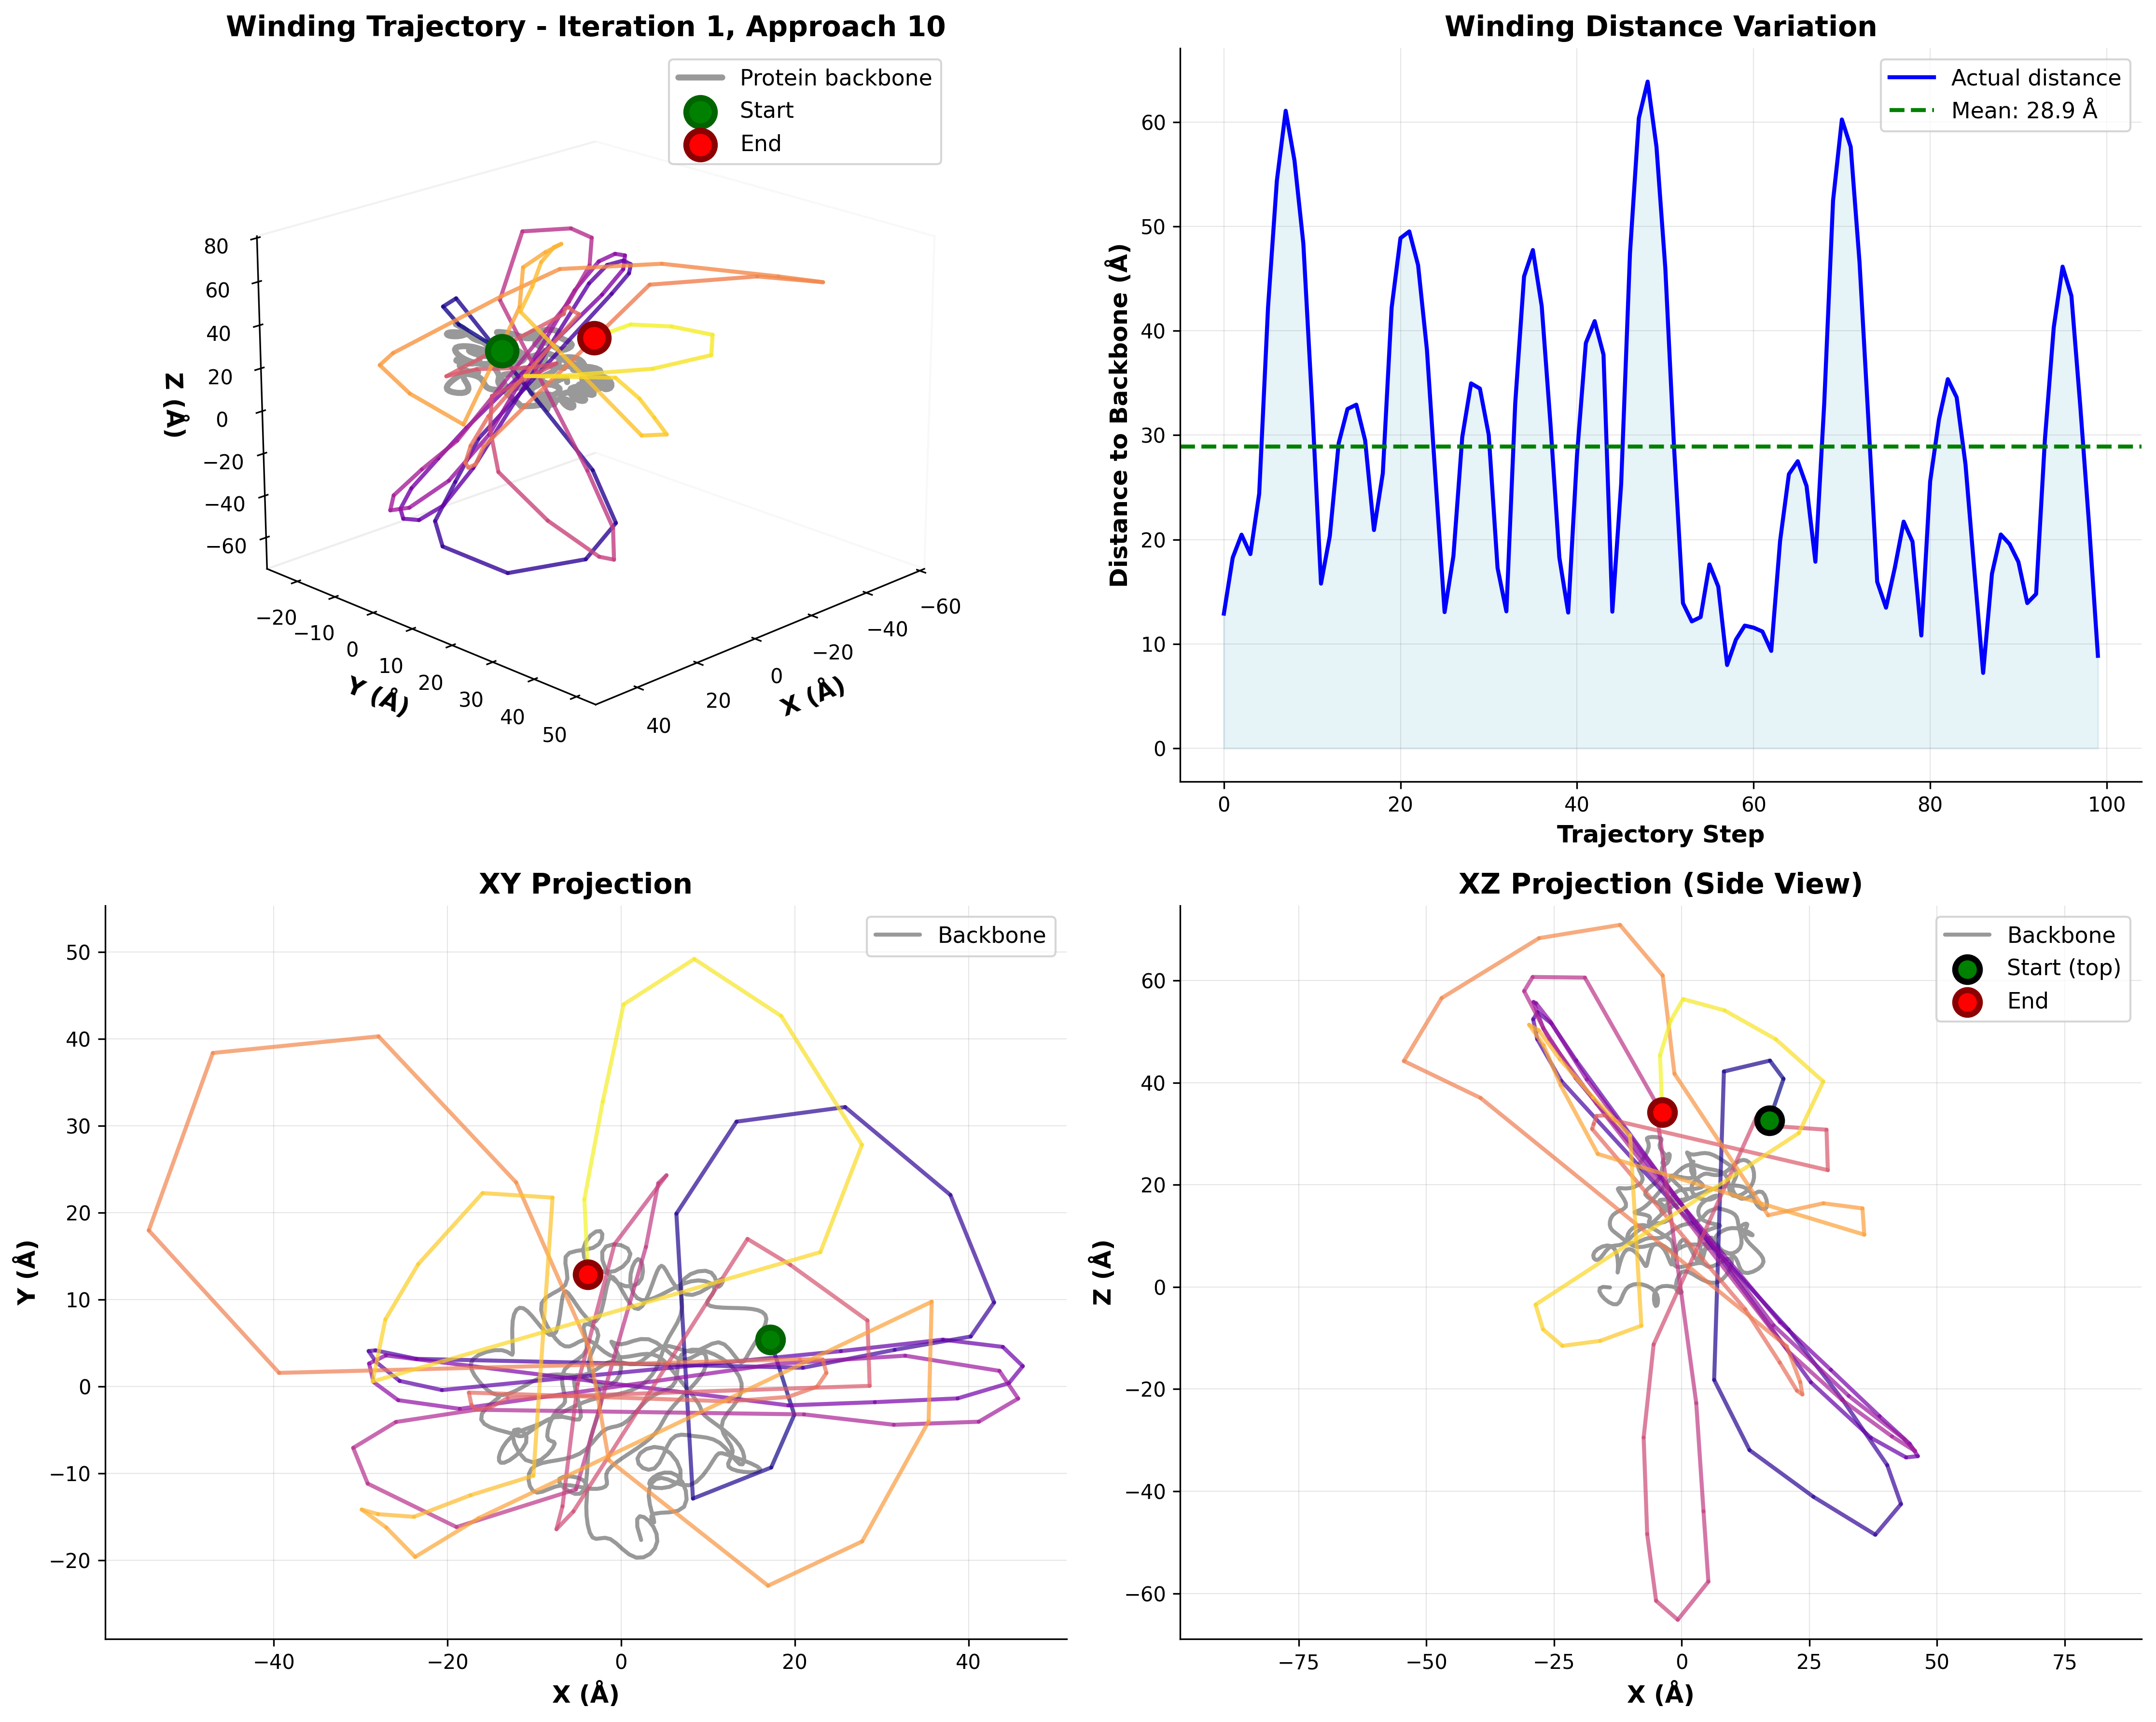 Winding Trajectory - Iteration 1, Approach 10
Protein backbone
Start
End
80
60
40
20
0
−20
−40
−60
Z (Å)
−20
−10
0
10
20
30
40
50
Y (Å)
40
20
0
−20
−40
−60
X (Å)
Winding Distance Variation
Actual distance
Mean: 28.9 Å
60
50
40
30
20
10
0
Distance to Backbone (Å)
0
20
40
60
80
100
Trajectory Step
XY Projection
Backbone
50
40
30
20
10
0
−10
−20
Y (Å)
−40
−20
0
20
40
X (Å)
XZ Projection (Side View)
Backbone
Start (top)
End
60
40
20
0
−20
−40
−60
Z (Å)
−75
−50
−25
0
25
50
75
X (Å)